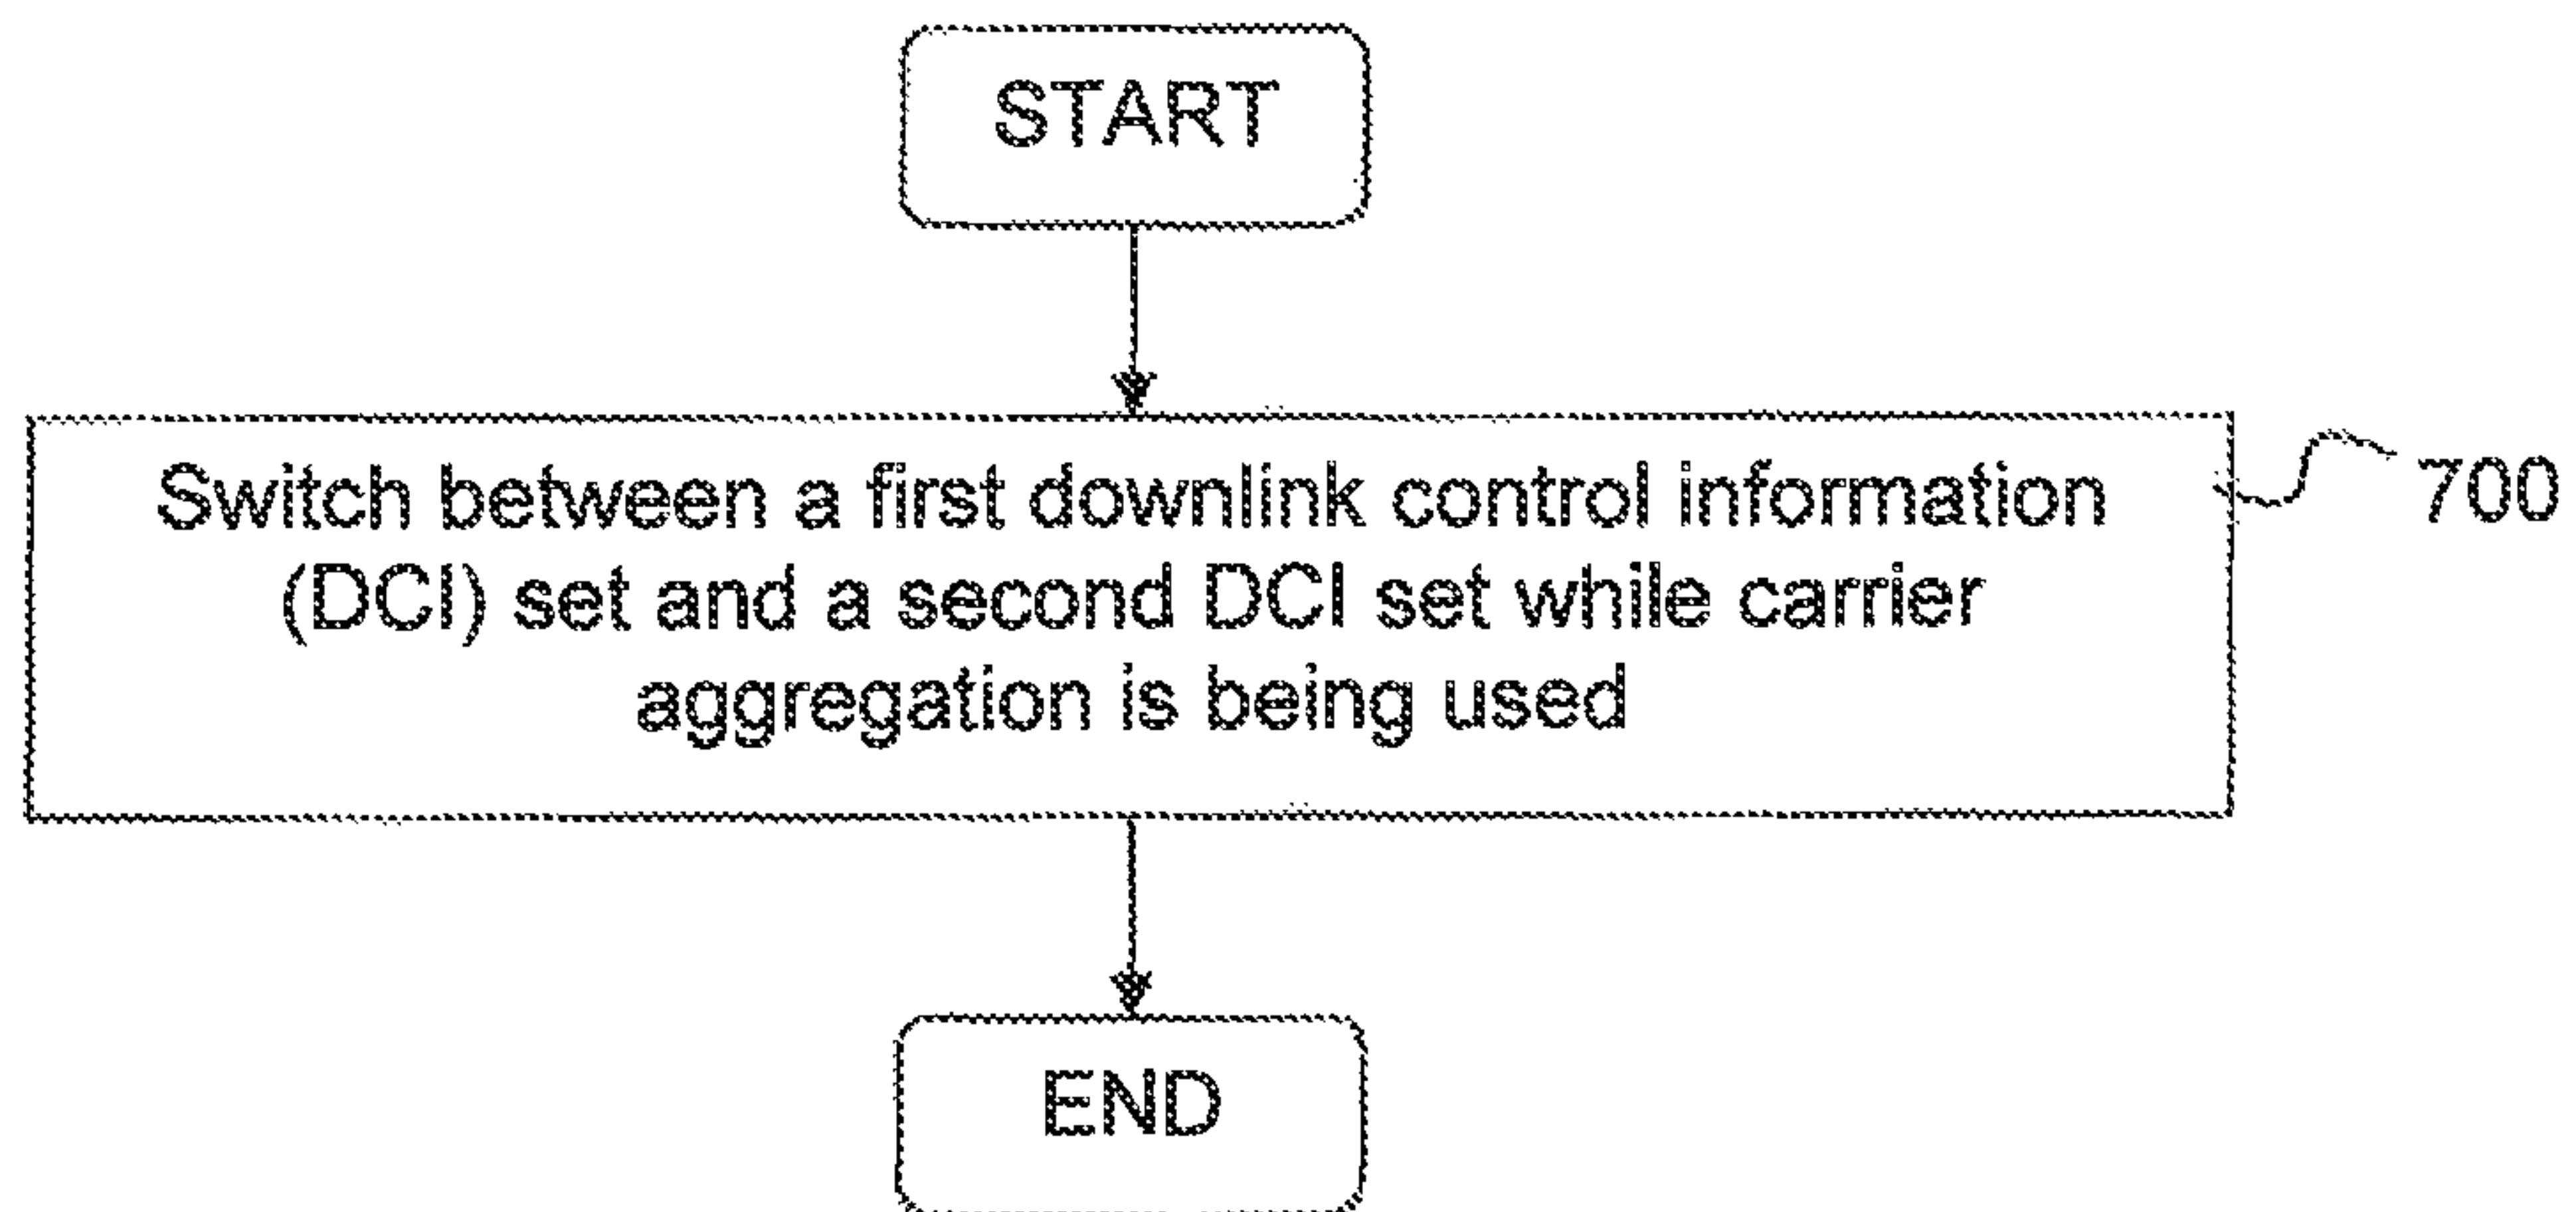 START
Switch between a first downlink control information
700
(DCI) set and a second DCI set while carrier
aggregation is being used
END